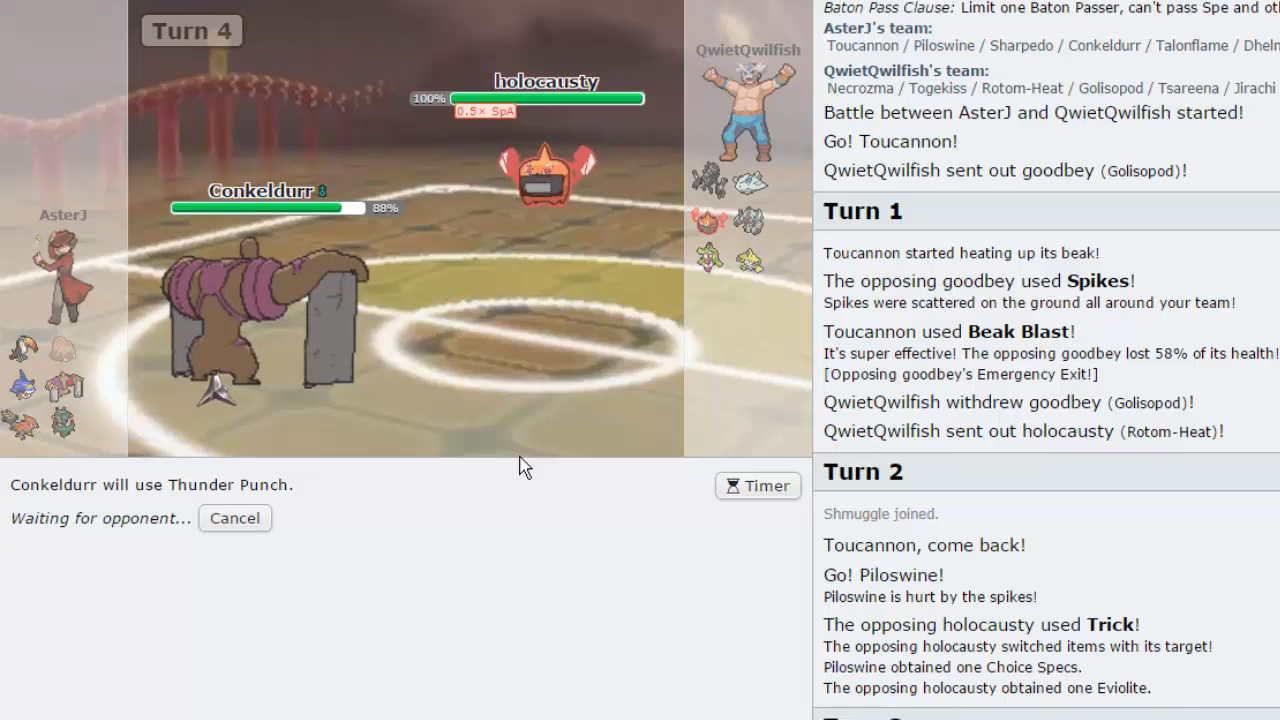 Turn 4
AsterJ
QwietQwilfish
holocausty
100%
0.5× SpA
Conkeldurr
88%
Conkeldurr will use Thunder Punch.
Waiting for opponent... Cancel
Timer
Baton Pass Clause: Limit one Baton Passer, can't pass Spe and ot
AsterJ's team:
Toucannon / Piloswine / Sharpedo / Conkeldurr / Talonflame / Dhelm
QwietQwilfish's team:
Necrozma / Togekiss / Rotom-Heat / Golisopod / Tsareena / Jirachi
Battle between AsterJ and QwietQwilfish started!
Go! Toucannon!
QwietQwilfish sent out goodbey (Golisopod)!
Turn 1
Toucannon started heating up its beak!
The opposing goodbey used Spikes!
Spikes were scattered on the ground all around your team!
Toucannon used Beak Blast!
It's super effective! The opposing goodbey lost 58% of its health!
[Opposing goodbey's Emergency Exit!]
QwietQwilfish withdrew goodbey (Golisopod)!
QwietQwilfish sent out holocausty (Rotom-Heat)!
Turn 2
Shmuggle joined.
Toucannon, come back!
Go! Piloswine!
Piloswine is hurt by the spikes!
The opposing holocausty used Trick!
The opposing holocausty switched items with its target!
Piloswine obtained one Choice Specs.
The opposing holocausty obtained one Eviolite.